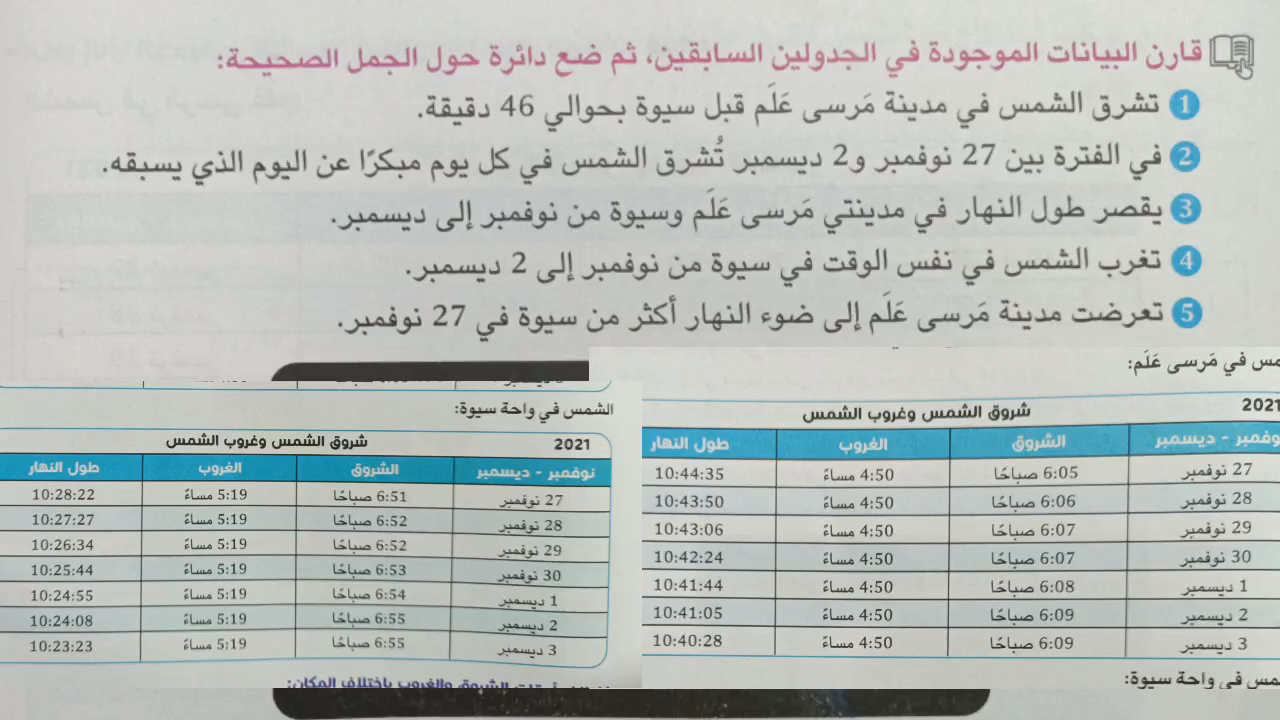 قارن البيانات الموجودة في الجدولين السابقين، ثم ضع دائرة حول الجمل الصحيحة:
1 تشرق الشمس في مدينة مَرسى عَلَم قبل سيوة بحوالي 46 دقيقة.
2 في الفترة بين 27 نوفمبر و2 ديسمبر تُشرق الشمس في كل يوم مبكرًا عن اليوم الذي يسبقه.
3 يقصر طول النهار في مدينتي مَرسى عَلَم وسيوة من نوفمبر إلى ديسمبر.
4 تغرب الشمس في نفس الوقت في سيوة من نوفمبر إلى 2 ديسمبر.
5 تعرضت مدينة مَرسى عَلَم إلى ضوء النهار أكثر من سيوة في 27 نوفمبر.
مس في مَرسى عَلَم:
2021 شروق الشمس وغروب الشمس
وفمبر - ديسمبر الشروق الغروب طول النهار
27 نوفمبر 6:05 صباحًا 4:50 مساءً 10:44:35
28 نوفمبر 6:06 صباحًا 4:50 مساءً 10:43:50
29 نوفمبر 6:07 صباحًا 4:50 مساءً 10:43:06
30 نوفمبر 6:07 صباحًا 4:50 مساءً 10:42:24
1 ديسمبر 6:08 صباحًا 4:50 مساءً 10:41:44
2 ديسمبر 6:09 صباحًا 4:50 مساءً 10:41:05
3 ديسمبر 6:09 صباحًا 4:50 مساءً 10:40:28
مس في واحة سيوة:
الشمس في واحة سيوة:
2021 شروق الشمس وغروب الشمس
نوفمبر - ديسمبر الشروق الغروب طول النهار
27 نوفمبر 6:51 صباحًا 5:19 مساءً 10:28:22
28 نوفمبر 6:52 صباحًا 5:19 مساءً 10:27:27
29 نوفمبر 6:52 صباحًا 5:19 مساءً 10:26:34
30 نوفمبر 6:53 صباحًا 5:19 مساءً 10:25:44
1 ديسمبر 6:54 صباحًا 5:19 مساءً 10:24:55
2 ديسمبر 6:55 صباحًا 5:19 مساءً 10:24:08
3 ديسمبر 6:55 صباحًا 5:19 مساءً 10:23:23
الشروق والغروب باختلاف المكان: